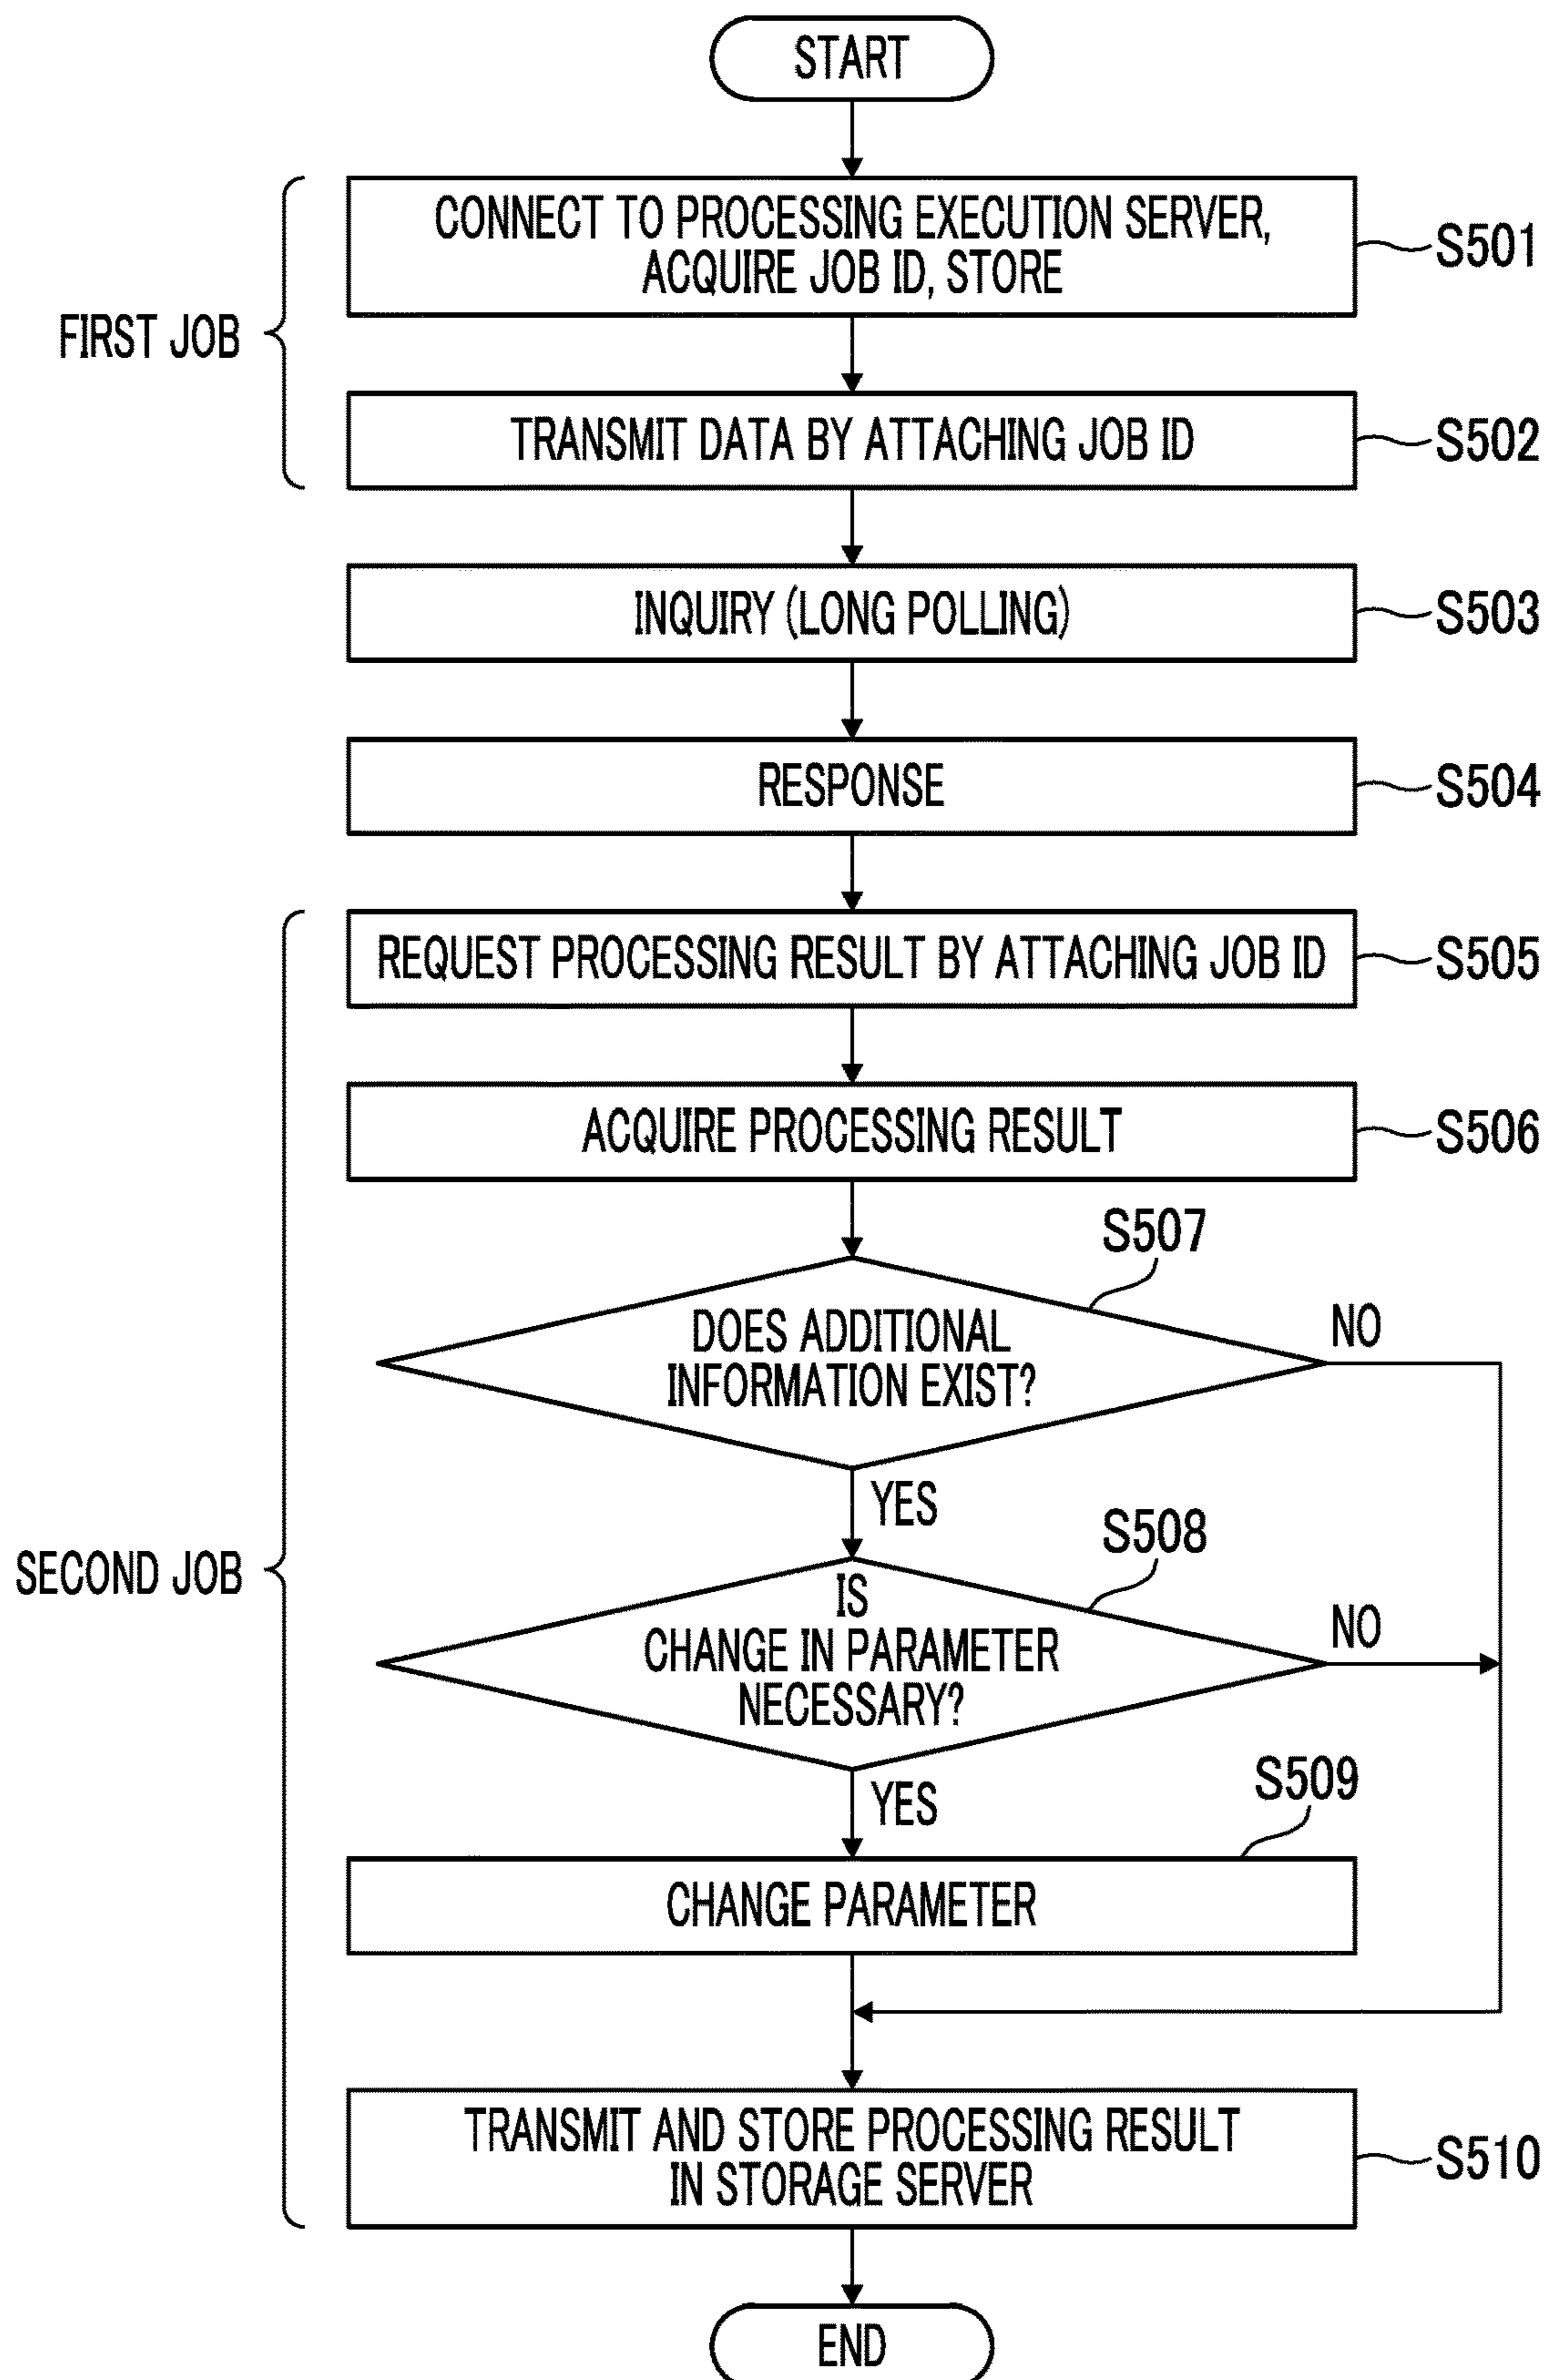 START
CONNECT TO PROCESSING EXECUTION SERVER,
ACQUIRE JOB ID, STORE
S501
FIRST JOB
TRANSMIT DATA BY ATTACHING JOB ID
S502
INQUIRY (LONG POLLING)
S503
RESPONSE
S504
REQUEST PROCESSING RESULT BY ATTACHING JOB ID
S505
ACQUIRE PROCESSING RESULT
S506
S507
DOES ADDITIONAL
INFORMATION EXIST?
NO
YES
SECOND JOB
S508
IS
CHANGE IN PARAMETER
NECESSARY?
NO
YES
S509
CHANGE PARAMETER
TRANSMIT AND STORE PROCESSING RESULT
IN STORAGE SERVER
S510
END